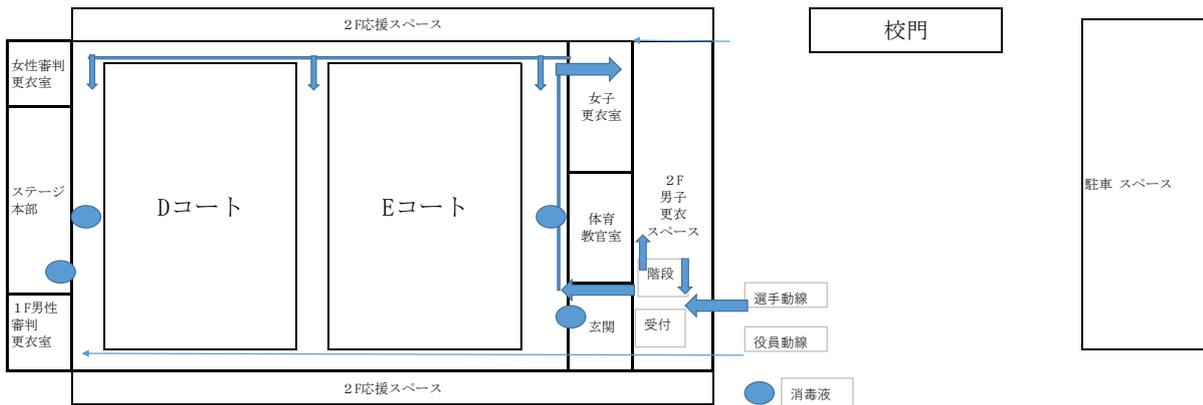 2F応援スペース
校門
女性審判
更衣室
女子
更衣室
ステージ
本部
Dコート
Eコート
体育
教官室
2F
男子
更衣
スペース
駐車 スペース
階段
選手動線
1F男性
審判
更衣室
玄関
受付
役員動線
2F応援スペース
消毒液